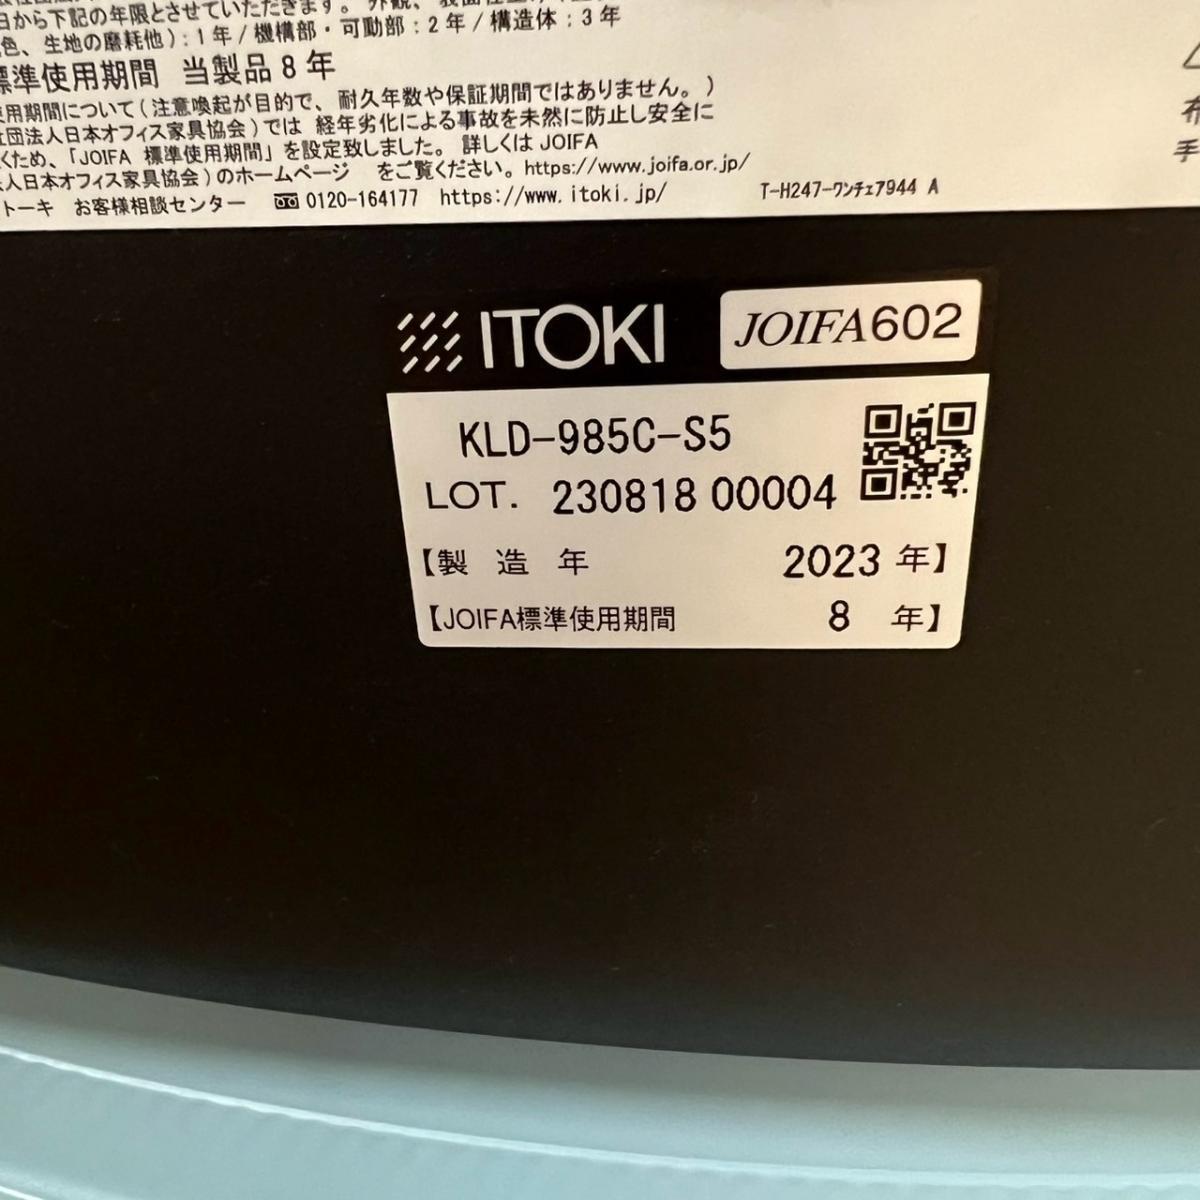 日から下記の年限とさせていただきます。外観、表面
色、生地の磨耗他）：1年 / 機構部・可動部：2年 / 構造体：3年
標準使用期間 当製品8年
使用期間について（注意喚起が目的で、耐久年数や保証期間ではありません。）
社団法人日本オフィス家具協会）では 経年劣化による事故を未然に防止し安全に
くため、「JOIFA 標準使用期間」を設定致しました。詳しくは JOIFA
法人日本オフィス家具協会）のホームページ をご覧ください。https://www.joifa.or.jp/
トーキ お客様相談センター 0120-164177 https://www.itoki.jp/ T-H247-ワンチェア944 A
布
手
ITOKI JOIFA602
KLD-985C-S5
LOT. 230818 00004
【製 造 年 2023 年】
【JOIFA標準使用期間 8 年】